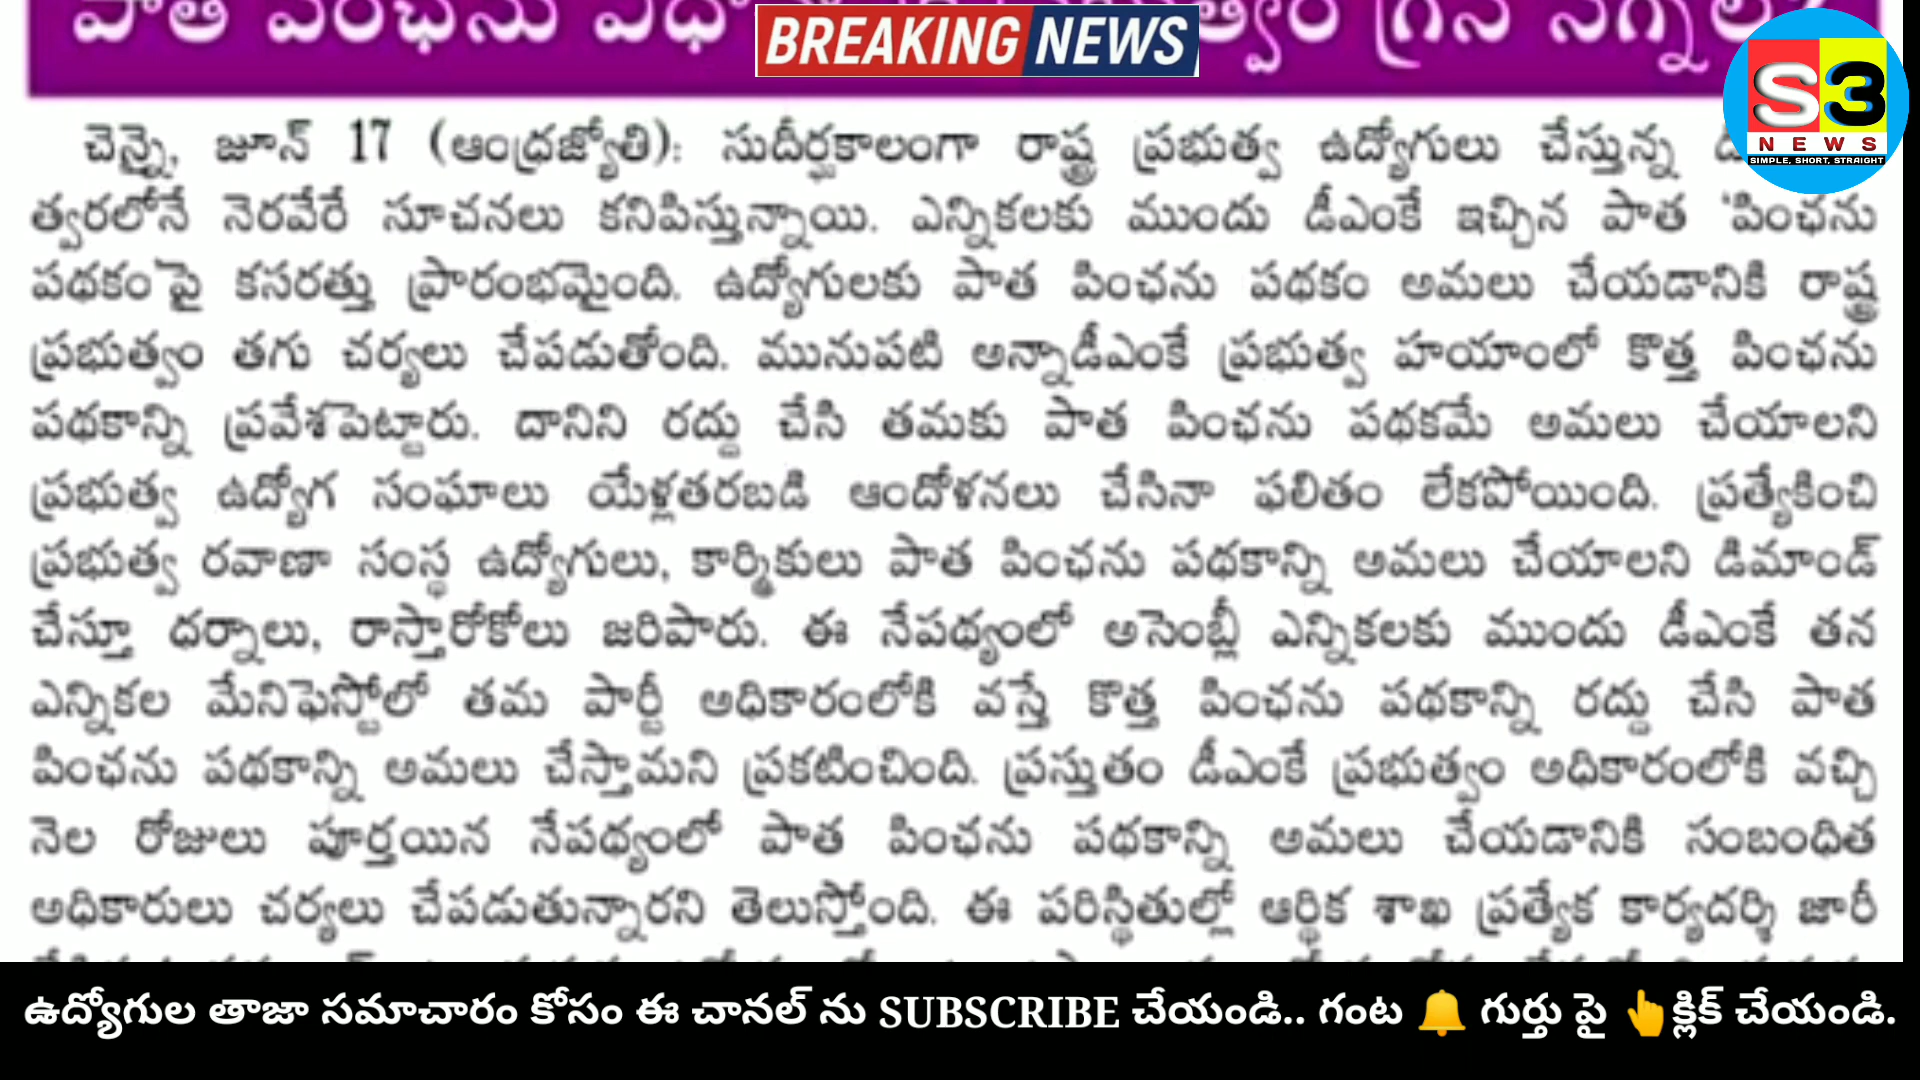 పాత పింఛను
BREAKING NEWS
గ్రీన్ సిగ్నల్?
S3
NEWS
SIMPLE, SHORT, STRAIGHT
చెన్నై, జూన్ 17 (ఆంధ్రజ్యోతి): సుదీర్ఘకాలంగా రాష్ట్ర ప్రభుత్వ ఉద్యోగులు చేస్తున్న
త్వరలోనే నెరవేరే సూచనలు కనిపిస్తున్నాయి. ఎన్నికలకు ముందు డీఎంకే ఇచ్చిన పాత 'పింఛను
పథకం'పై కసరత్తు ప్రారంభమైంది. ఉద్యోగులకు పాత పింఛను పథకం అమలు చేయడానికి రాష్ట్ర
ప్రభుత్వం తగు చర్యలు చేపడుతోంది. మునుపటి అన్నాడీఎంకే ప్రభుత్వ హయాంలో కొత్త పింఛను
పథకాన్ని ప్రవేశపెట్టారు. దానిని రద్దు చేసి తమకు పాత పింఛను పథకమే అమలు చేయాలని
ప్రభుత్వ ఉద్యోగ సంఘాలు యేళ్లతరబడి ఆందోళనలు చేసినా ఫలితం లేకపోయింది. ప్రత్యేకించి
ప్రభుత్వ రవాణా సంస్థ ఉద్యోగులు, కార్మికులు పాత పింఛను పథకాన్ని అమలు చేయాలని డిమాండ్
చేస్తూ ధర్నాలు, రాస్తారోకోలు జరిపారు. ఈ నేపథ్యంలో అసెంబ్లీ ఎన్నికలకు ముందు డీఎంకే తన
ఎన్నికల మేనిఫెస్టోలో తమ పార్టీ అధికారంలోకి వస్తే కొత్త పింఛను పథకాన్ని రద్దు చేసి పాత
పింఛను పథకాన్ని అమలు చేస్తామని ప్రకటించింది. ప్రస్తుతం డీఎంకే ప్రభుత్వం అధికారంలోకి వచ్చి
నెల రోజులు పూర్తయిన నేపథ్యంలో పాత పింఛను పథకాన్ని అమలు చేయడానికి సంబంధిత
అధికారులు చర్యలు చేపడుతున్నారని తెలుస్తోంది. ఈ పరిస్థితుల్లో ఆర్థిక శాఖ ప్రత్యేక కార్యదర్శి జారీ
ఉద్యోగుల తాజా సమాచారం కోసం ఈ చానల్ ను SUBSCRIBE చేయండి.. గంట 🔔 గుర్తు పై 👆క్లిక్ చేయండి.